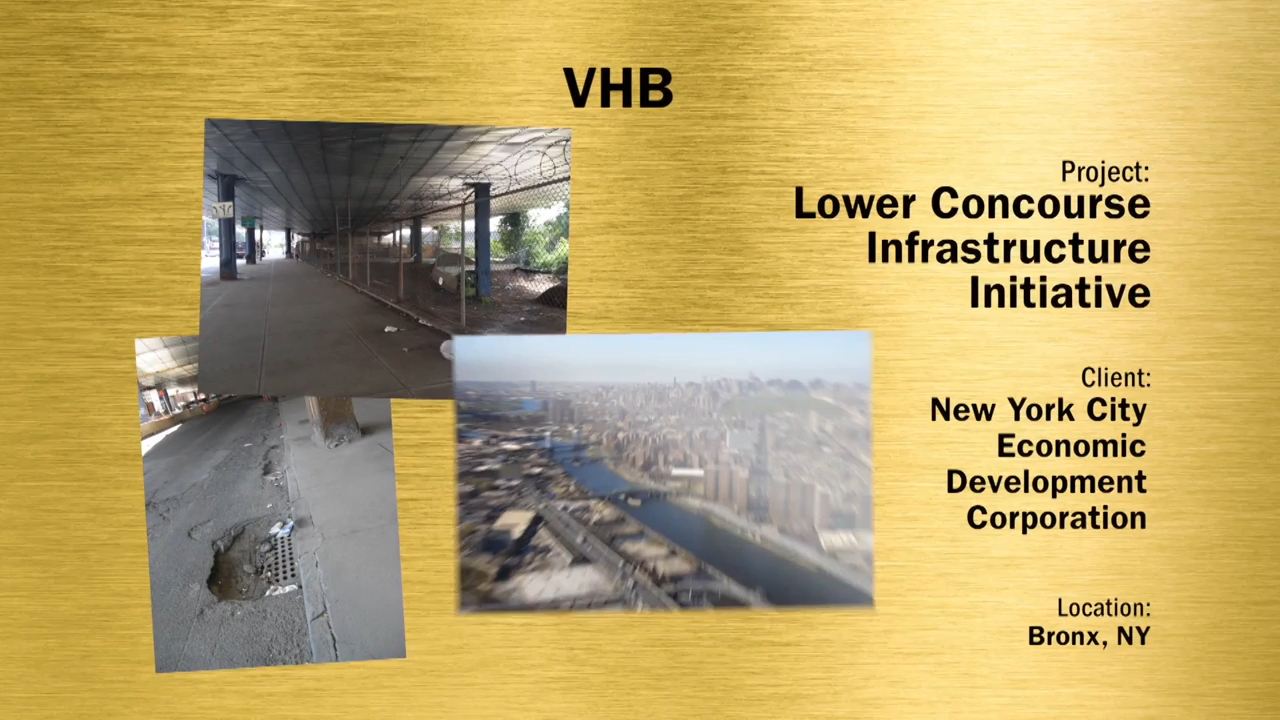 VHB
Project:
Lower Concourse
Infrastructure
Initiative
Client:
New York City
Economic
Development
Corporation
Location:
Bronx, NY